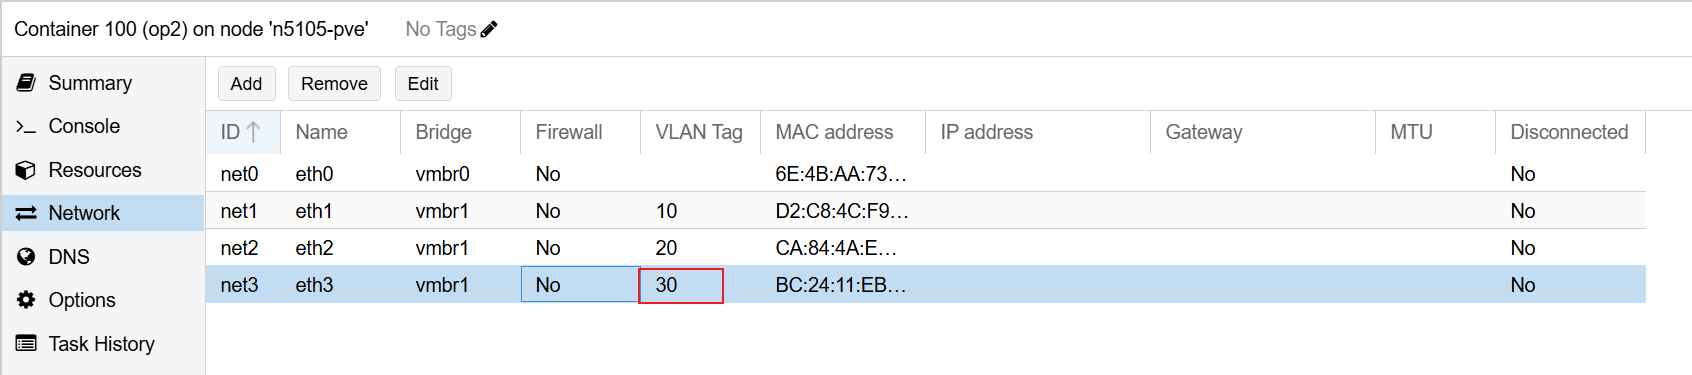 Container 100 (op2) on node 'n5105-pve' No Tags
Summary
Console
Resources
Network
DNS
Options
Task History
Add Remove Edit
ID Name Bridge Firewall VLAN Tag MAC address IP address Gateway MTU Disconnected
net0 eth0 vmbr0 No 6E:4B:AA:73... No
net1 eth1 vmbr1 No 10 D2:C8:4C:F9... No
net2 eth2 vmbr1 No 20 CA:84:4A:E... No
net3 eth3 vmbr1 No 30 BC:24:11:EB... No